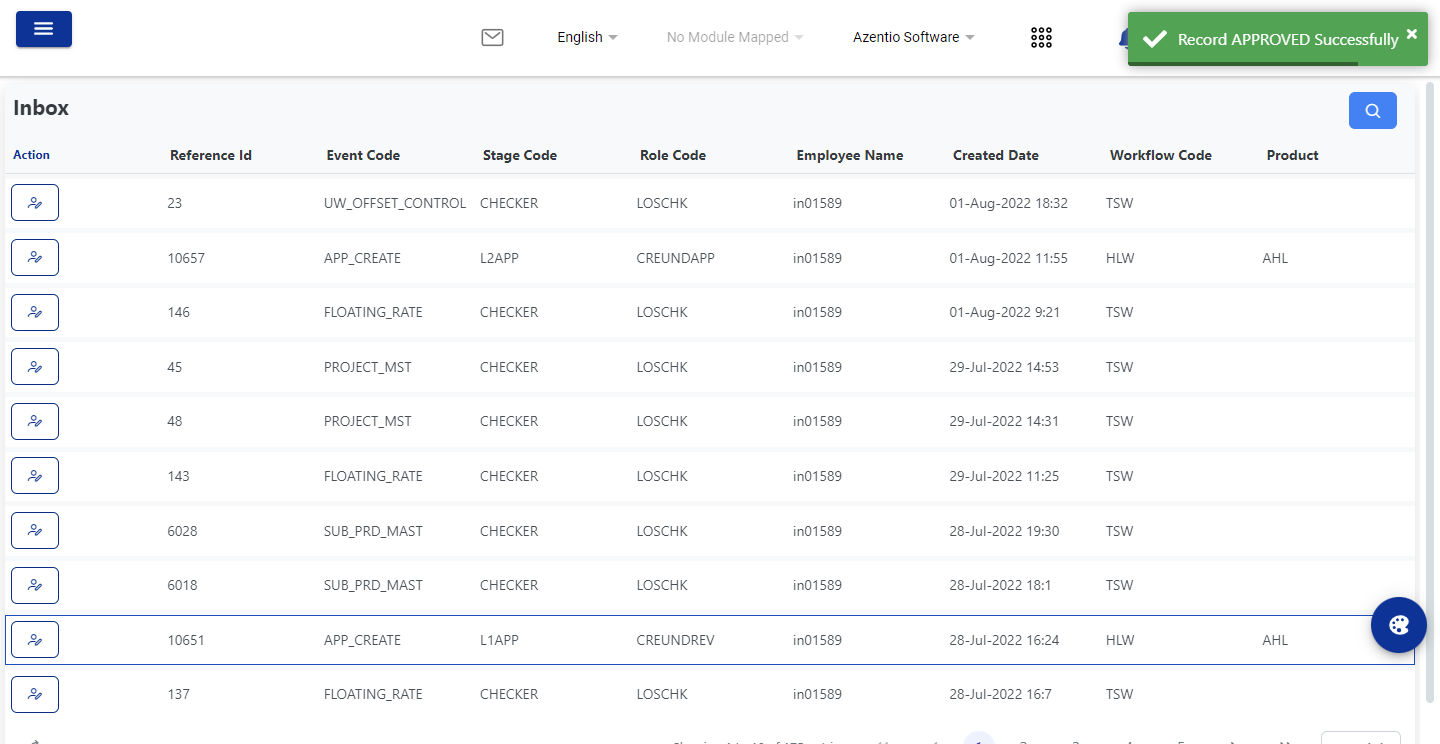 English No Module Mapped Azentio Software Record APPROVED Successfully
Inbox
Action Reference Id Event Code Stage Code Role Code Employee Name Created Date Workflow Code Product
23 UW_OFFSET_CONTROL CHECKER LOSCHK in01589 01-Aug-2022 18:32 TSW
10657 APP_CREATE L2APP CREUNDAPP in01589 01-Aug-2022 11:55 HLW AHL
146 FLOATING_RATE CHECKER LOSCHK in01589 01-Aug-2022 9:21 TSW
45 PROJECT_MST CHECKER LOSCHK in01589 29-Jul-2022 14:53 TSW
48 PROJECT_MST CHECKER LOSCHK in01589 29-Jul-2022 14:31 TSW
143 FLOATING_RATE CHECKER LOSCHK in01589 29-Jul-2022 11:25 TSW
6028 SUB_PRD_MAST CHECKER LOSCHK in01589 28-Jul-2022 19:30 TSW
6018 SUB_PRD_MAST CHECKER LOSCHK in01589 28-Jul-2022 18:1 TSW
10651 APP_CREATE L1APP CREUNDREV in01589 28-Jul-2022 16:24 HLW AHL
137 FLOATING_RATE CHECKER LOSCHK in01589 28-Jul-2022 16:7 TSW